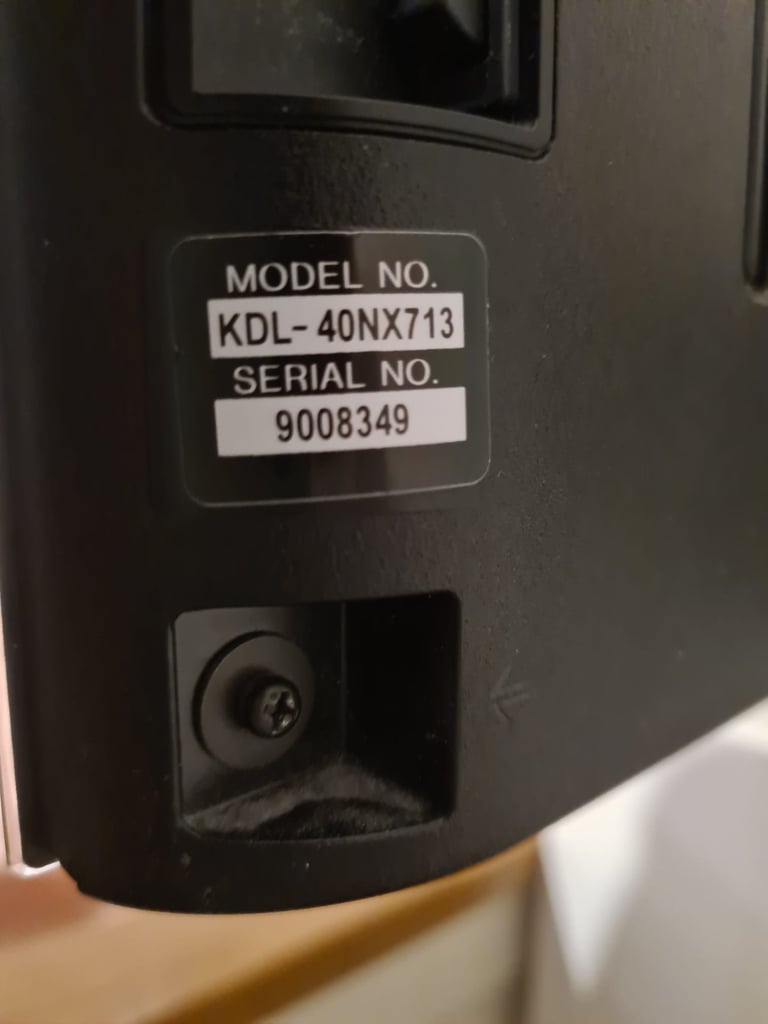 MODEL NO.
KDL- 40NX713
SERIAL NO.
9008349